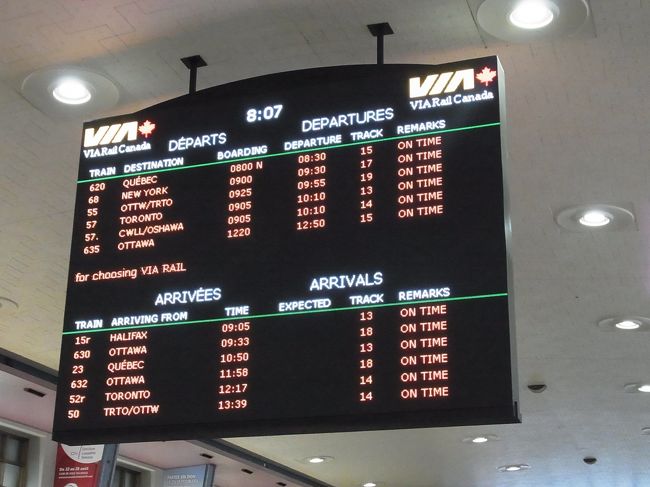 8:07
VIA VIA Rail Canada
DÉPARTS
DEPARTURES
VIA VIA Rail Canada
TRAIN DESTINATION BOARDING DEPARTURE TRACK REMARKS
620 QUÉBEC 0800 N 08:30 15 ON TIME
68 NEW YORK 0900 09:30 17 ON TIME
55 OTTW/TRTO 0925 09:55 19 ON TIME
57 TORONTO 0905 10:10 13 ON TIME
57. CWLL/OSHAWA 0905 10:10 14 ON TIME
635 OTTAWA 1220 12:50 15 ON TIME
for choosing VIA RAIL
ARRIVÉES
ARRIVALS
TRAIN ARRIVING FROM TIME EXPECTED TRACK REMARKS
15r HALIFAX 09:05 13 ON TIME
630 OTTAWA 09:33 18 ON TIME
23 QUÉBEC 10:50 13 ON TIME
632 OTTAWA 11:58 18 ON TIME
52r TORONTO 12:17 14 ON TIME
50 TRTO/OTTW 13:39 14 ON TIME